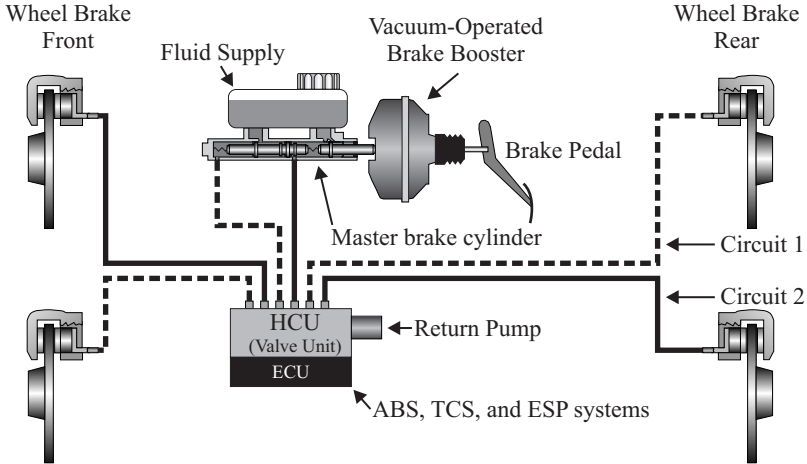 Wheel Brake
Front
Fluid Supply
Vacuum-Operated
Brake Booster
Wheel Brake
Rear
Brake Pedal
Master brake cylinder
Circuit 1
Circuit 2
HCU
(Valve Unit)
ECU
Return Pump
ABS, TCS, and ESP systems